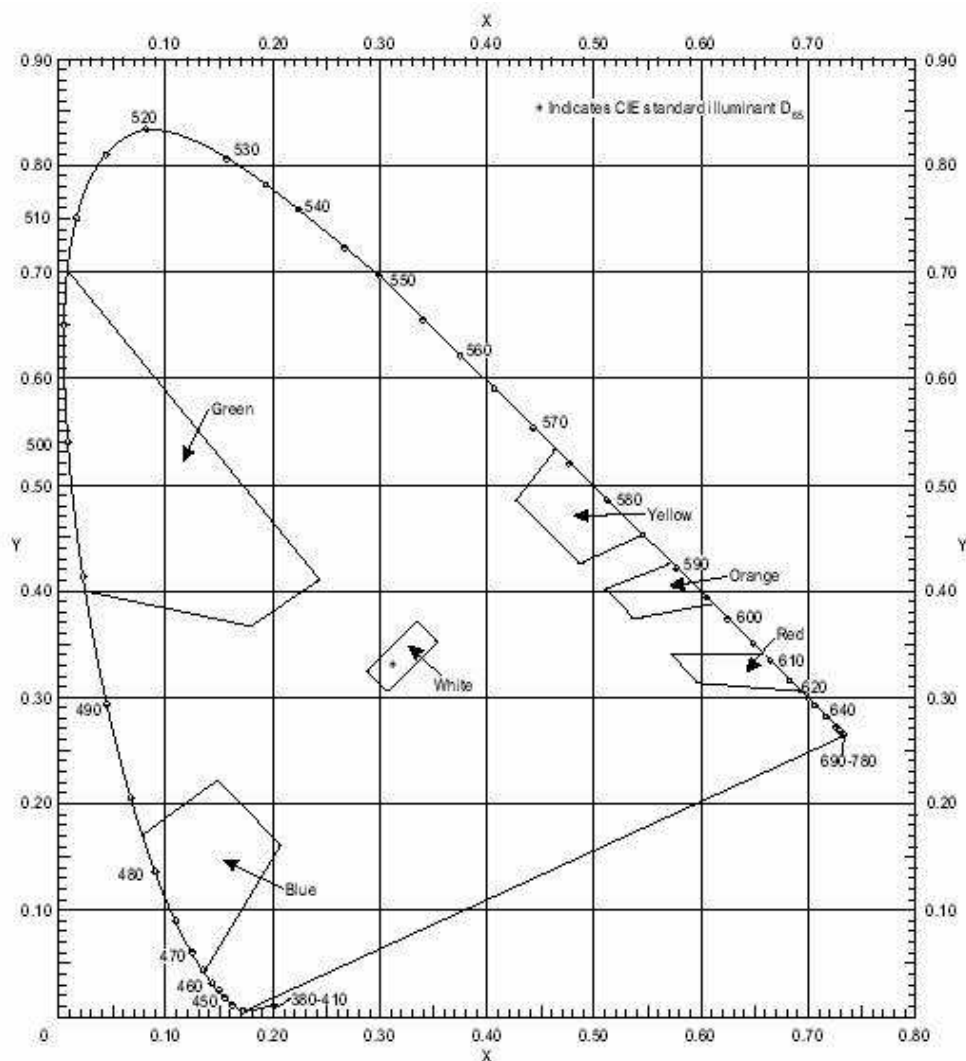 X
0.10 0.20 0.30 0.40 0.50 0.60 0.70
0.90 0.90
520
* Indicates CIE standard illuminant D65
530
0.80 0.80
510 540
0.70 0.70
550
560
0.60 0.60
Green 570
500
0.50 580 0.50
Yellow
Y Y
590
Orange
0.40 0.40
600
Red
610
White 620
0.30 0.30
490 640
690-780
0.20 0.20
480
Blue
0.10 0.10
470
460
450 380-410
0 0.10 0.20 0.30 0.40 0.50 0.60 0.70 0.80
X